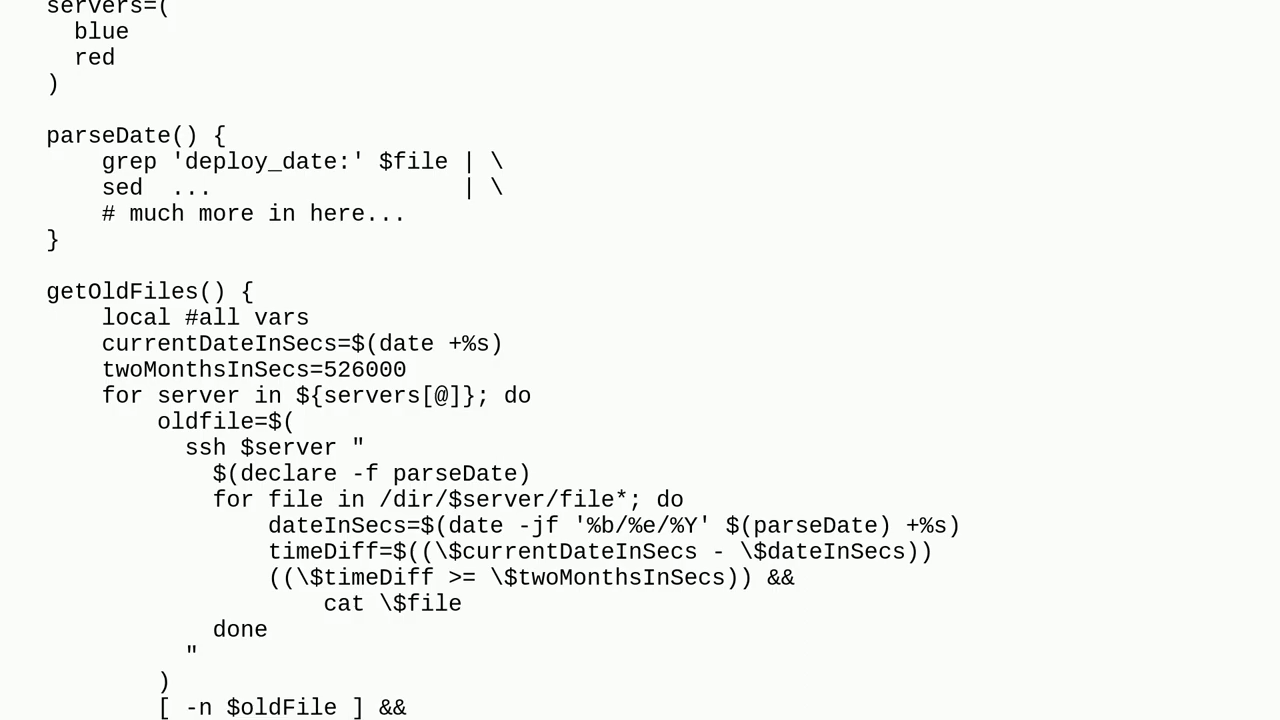 servers=(
blue
red
)
parseDate() {
grep 'deploy_date:' $file | \
sed ... | \
# much more in here...
}
getOldFiles() {
local #all vars
currentDateInSecs=$(date +%s)
twoMonthsInSecs=526000
for server in ${servers[@]}; do
oldfile=$(
ssh $server "
$(declare -f parseDate)
for file in /dir/$server/file*; do
dateInSecs=$(date -jf '%b/%e/%Y' $(parseDate) +%s)
timeDiff=$((\$currentDateInSecs - \$dateInSecs))
((\$timeDiff >= \$twoMonthsInSecs)) &&
cat \$file
done
"
)
[ -n $oldFile ] &&